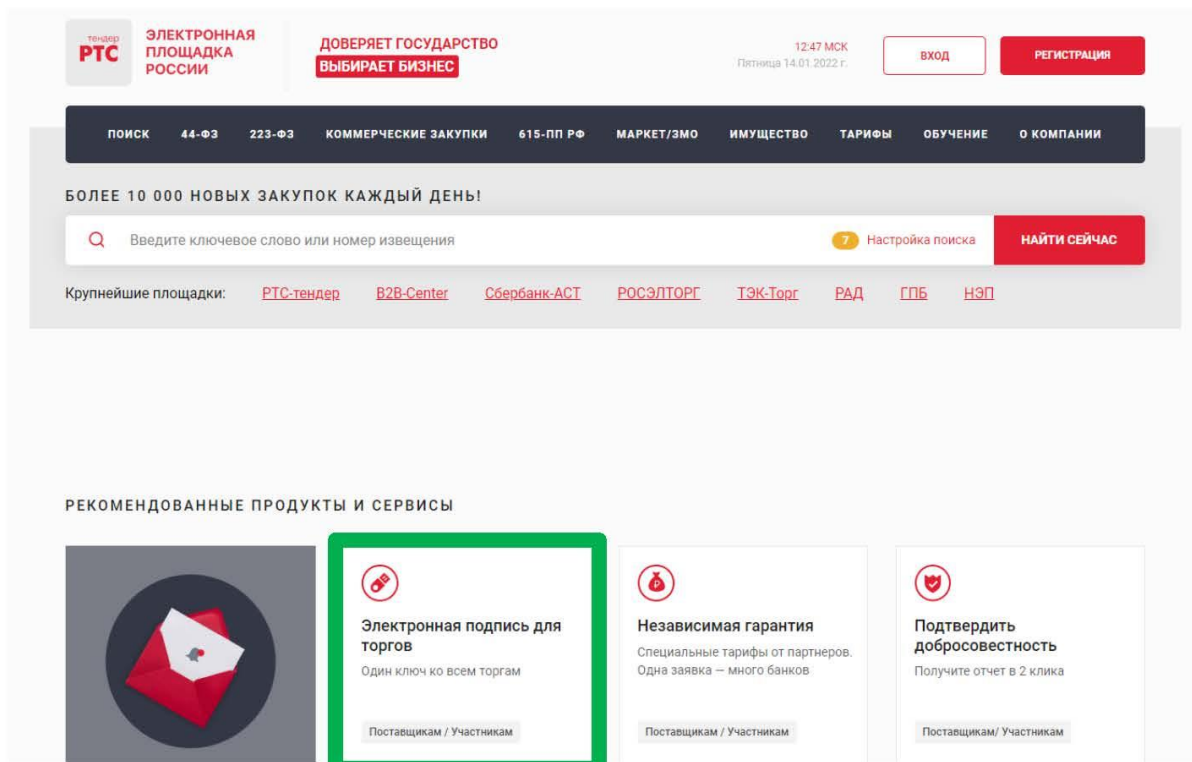 тендер
РТС
ЭЛЕКТРОННАЯ
ПЛОЩАДКА
РОССИИ
ДОВЕРЯЕТ ГОСУДАРСТВО
ВЫБИРАЕТ БИЗНЕС
12:47 МСК
Пятница 14.01.2022 г.
ВХОД
РЕГИСТРАЦИЯ
ПОИСК 44-ФЗ 223-ФЗ КОММЕРЧЕСКИЕ ЗАКУПКИ 615-ПП РФ МАРКЕТ/ЗМО ИМУЩЕСТВО ТАРИФЫ ОБУЧЕНИЕ О КОМПАНИИ
БОЛЕЕ 10 000 НОВЫХ ЗАКУПОК КАЖДЫЙ ДЕНЬ!
Введите ключевое слово или номер извещения 7 Настройка поиска НАЙТИ СЕЙЧАС
Крупнейшие площадки: РТС-тендер B2B-Center Сбербанк-АСТ РОСЭЛТОРГ ТЭК-Торг РАД ГПБ НЭП
РЕКОМЕНДОВАННЫЕ ПРОДУКТЫ И СЕРВИСЫ
Электронная подпись для
торгов
Один ключ ко всем торгам
Поставщикам / Участникам
Независимая гарантия
Специальные тарифы от партнеров.
Одна заявка — много банков
Поставщикам / Участникам
Подтвердить
добросовестность
Получите отчет в 2 клика
Поставщикам/ Участникам